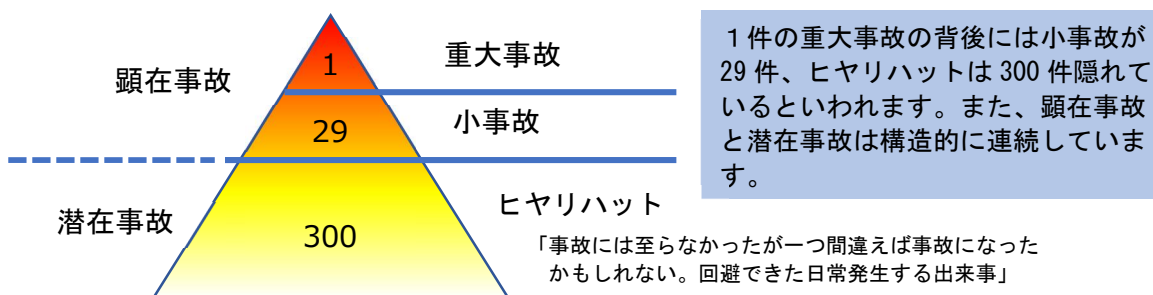 顕在事故
1
重大事故
29
小事故
潜在事故
300
ヒヤリハット
「事故には至らなかったが一つ間違えば事故になった
かもしれない。回避できた日常発生する出来事」
１件の重大事故の背後には小事故が
29 件、ヒヤリハットは 300 件隠れて
いるといわれます。また、顕在事故
と潜在事故は構造的に連続していま
す。